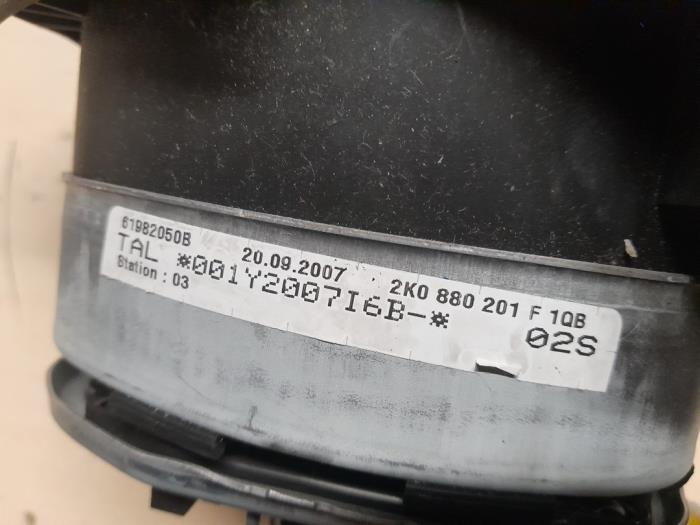 61982050B 20.09.2007 2K0 880 201 F 1QB
TAL *001Y2007I6B-* 02S
Station : 03